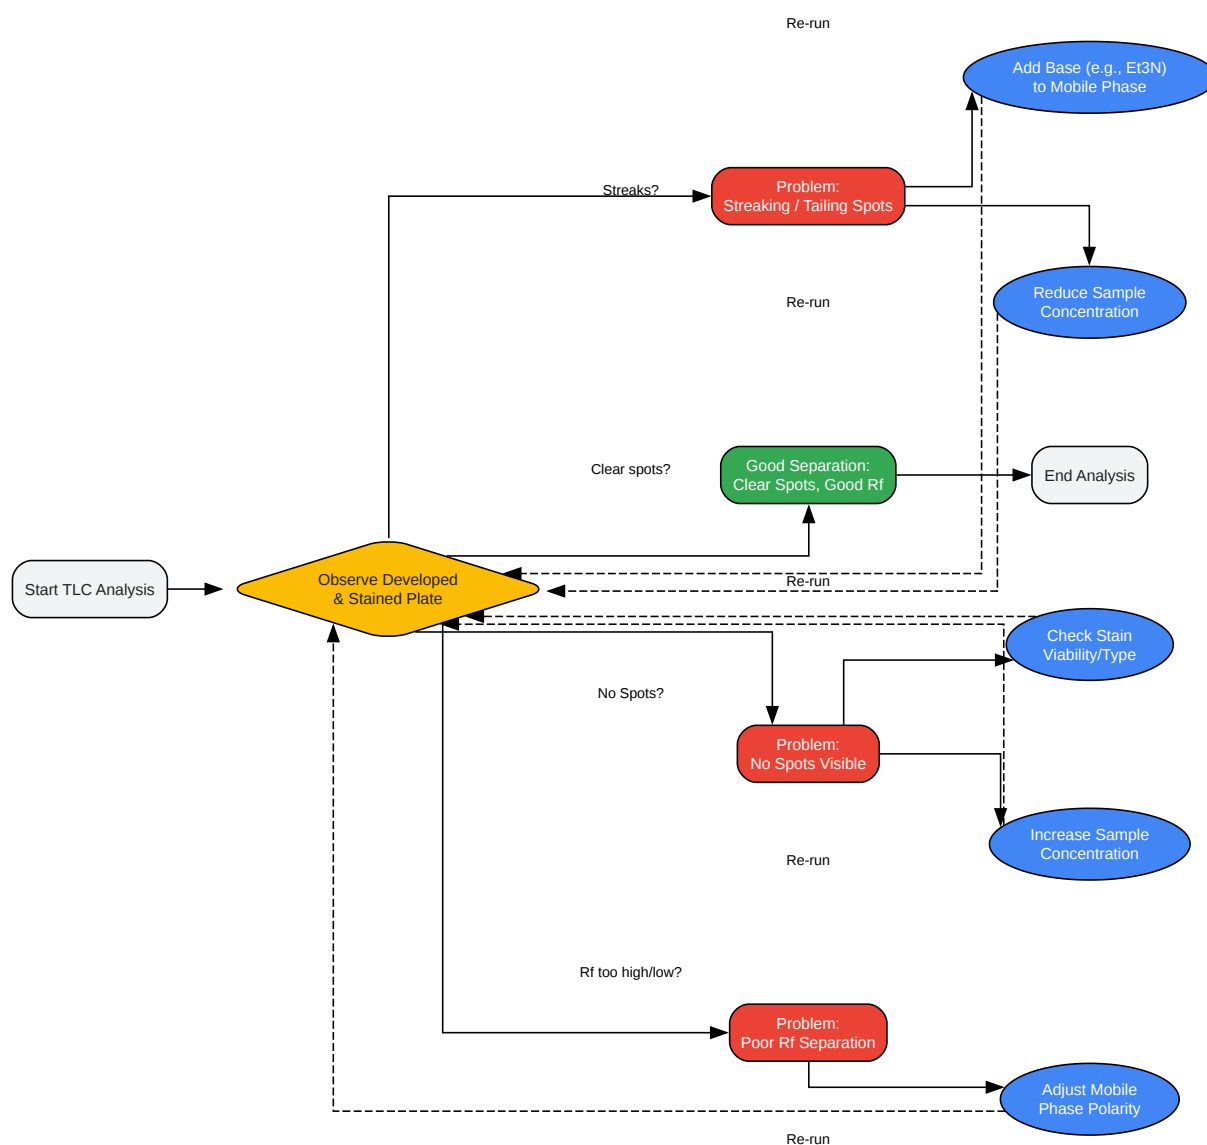 Re-run
Add Base (e.g., Et3N)
to Mobile Phase
Streaks?
Problem:
Streaking / Tailing Spots
Re-run
Reduce Sample
Concentration
Clear spots?
Good Separation:
Clear Spots, Good Rf
End Analysis
Start TLC Analysis
Observe Developed
& Stained Plate
Re-run
Check Stain
Viability/Type
No Spots?
Problem:
No Spots Visible
Increase Sample
Concentration
Re-run
Rf too high/low?
Problem:
Poor Rf Separation
Adjust Mobile
Phase Polarity
Re-run